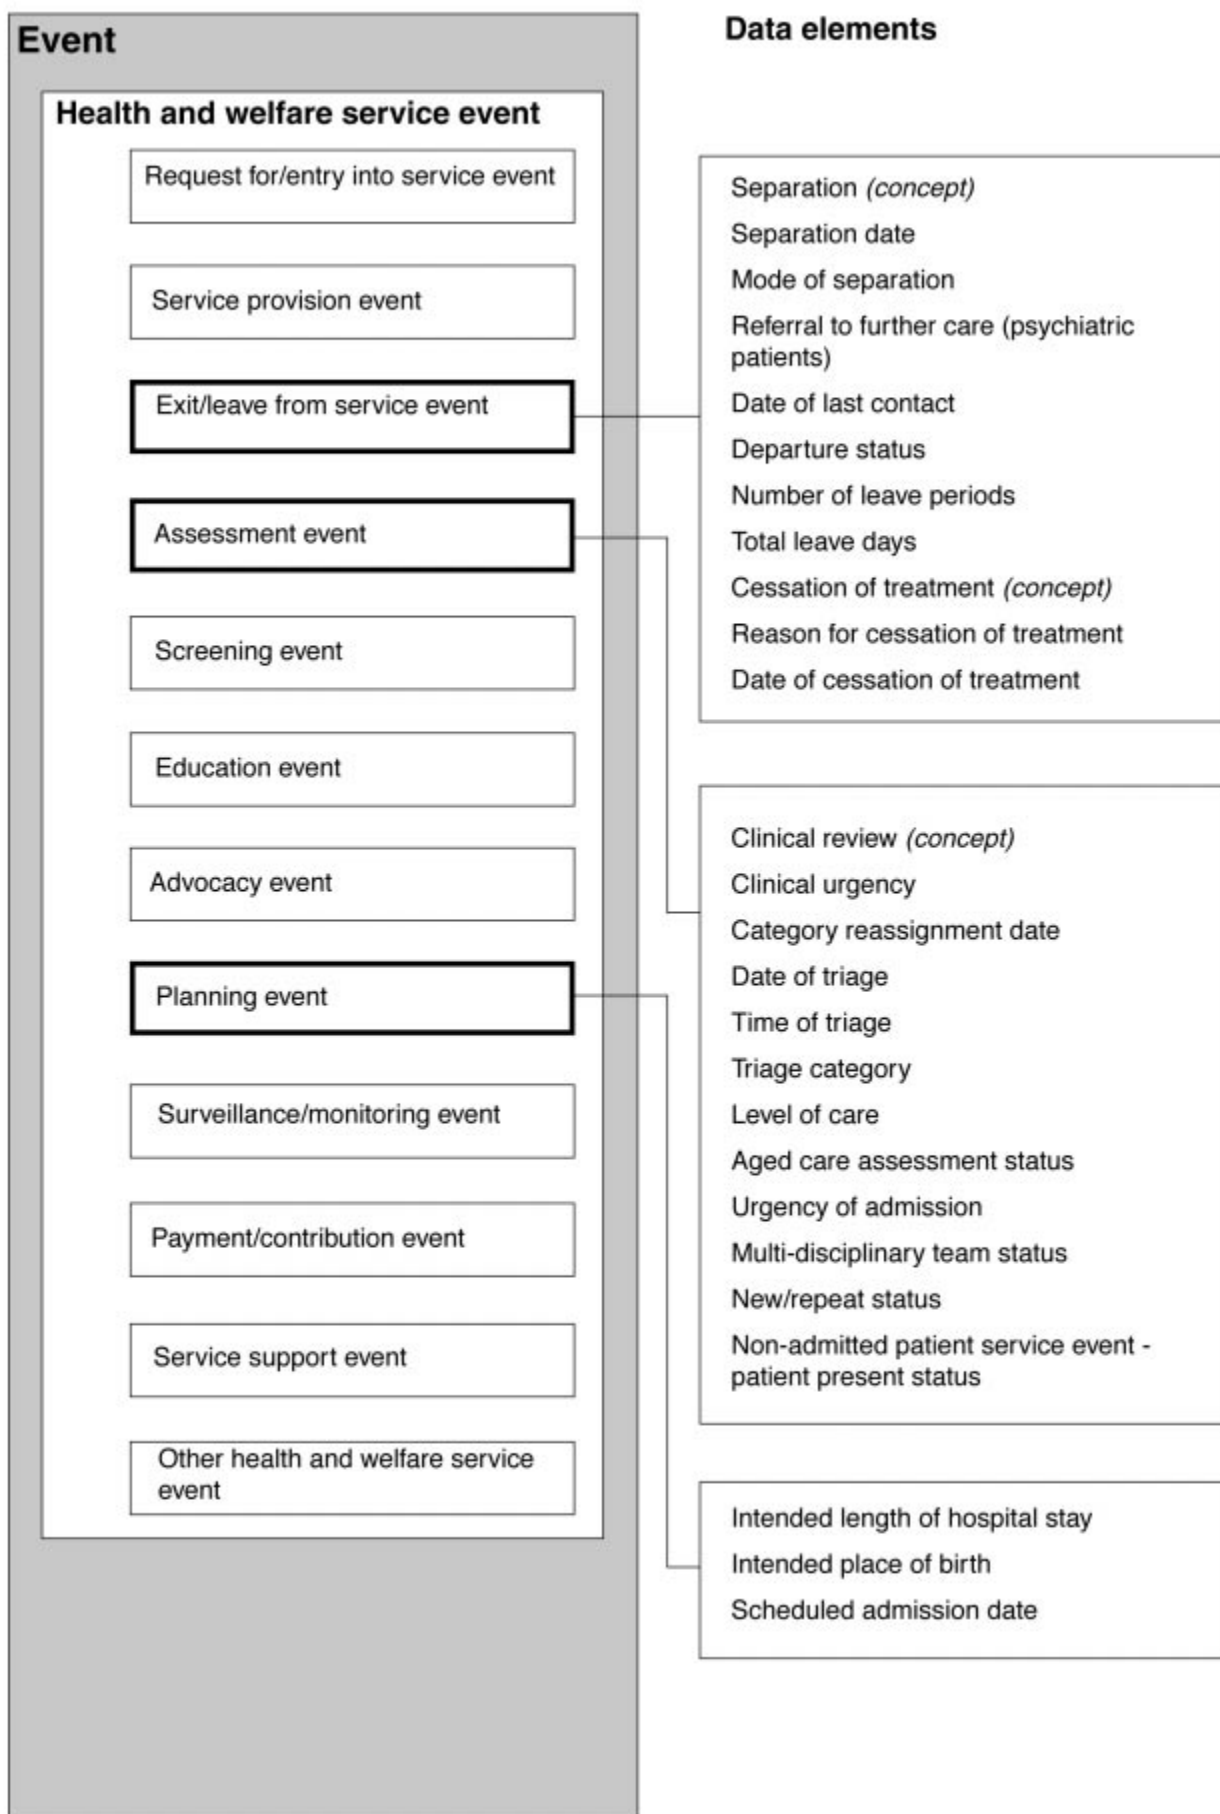 Event
Health and welfare service event
Request for/entry into service event
Service provision event
Exit/leave from service event
Assessment event
Screening event
Education event
Advocacy event
Planning event
Surveillance/monitoring event
Payment/contribution event
Service support event
Other health and welfare service
event
Data elements
Separation (concept)
Separation date
Mode of separation
Referral to further care (psychiatric
patients)
Date of last contact
Departure status
Number of leave periods
Total leave days
Cessation of treatment (concept)
Reason for cessation of treatment
Date of cessation of treatment
Clinical review (concept)
Clinical urgency
Category reassignment date
Date of triage
Time of triage
Triage category
Level of care
Aged care assessment status
Urgency of admission
Multi-disciplinary team status
New/repeat status
Non-admitted patient service event -
patient present status
Intended length of hospital stay
Intended place of birth
Scheduled admission date